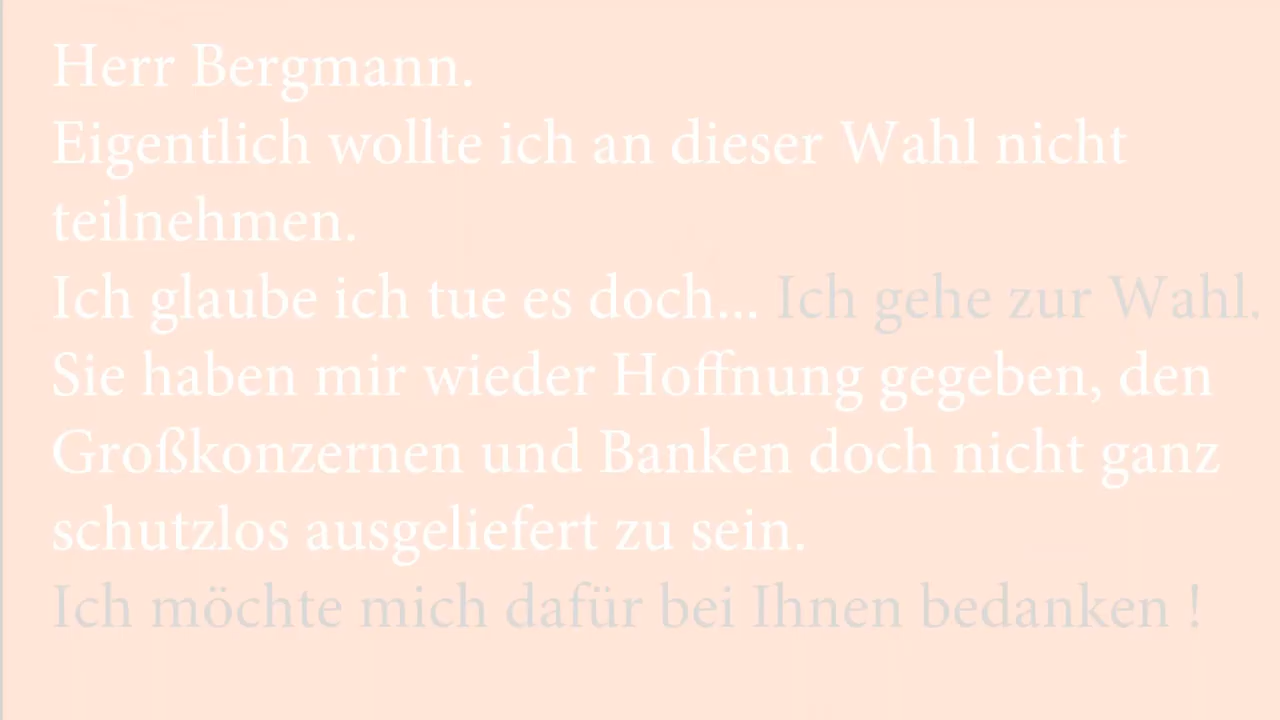 Herr Bergmann.
Eigentlich wollte ich an dieser Wahl nicht
teilnehmen.
Ich glaube ich tue es doch... Ich gehe zur Wahl.
Sie haben mir wieder Hoffnung gegeben, den
Großkonzernen und Banken doch nicht ganz
schutzlos ausgeliefert zu sein.
Ich möchte mich dafür bei Ihnen bedanken !